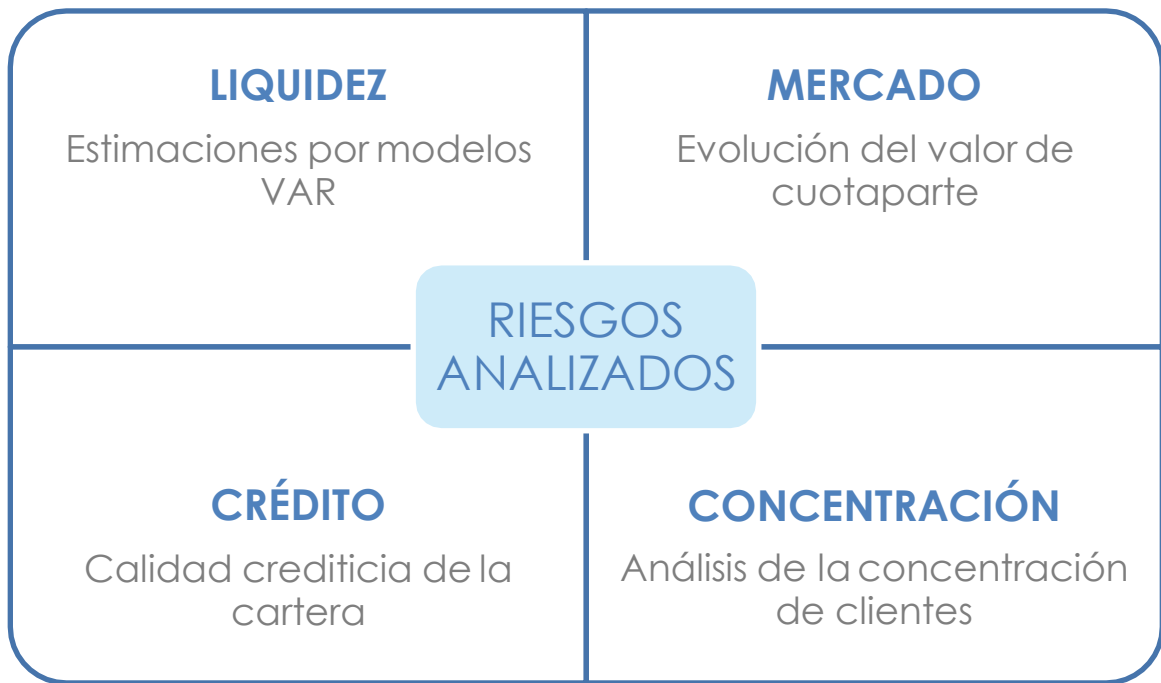 LIQUIDEZ
Estimaciones por modelos
VAR
MERCADO
Evolución del valor de
cuotaparte
RIESGOS
ANALIZADOS
CRÉDITO
Calidad crediticia de la
cartera
CONCENTRACIÓN
Análisis de la concentración
de clientes